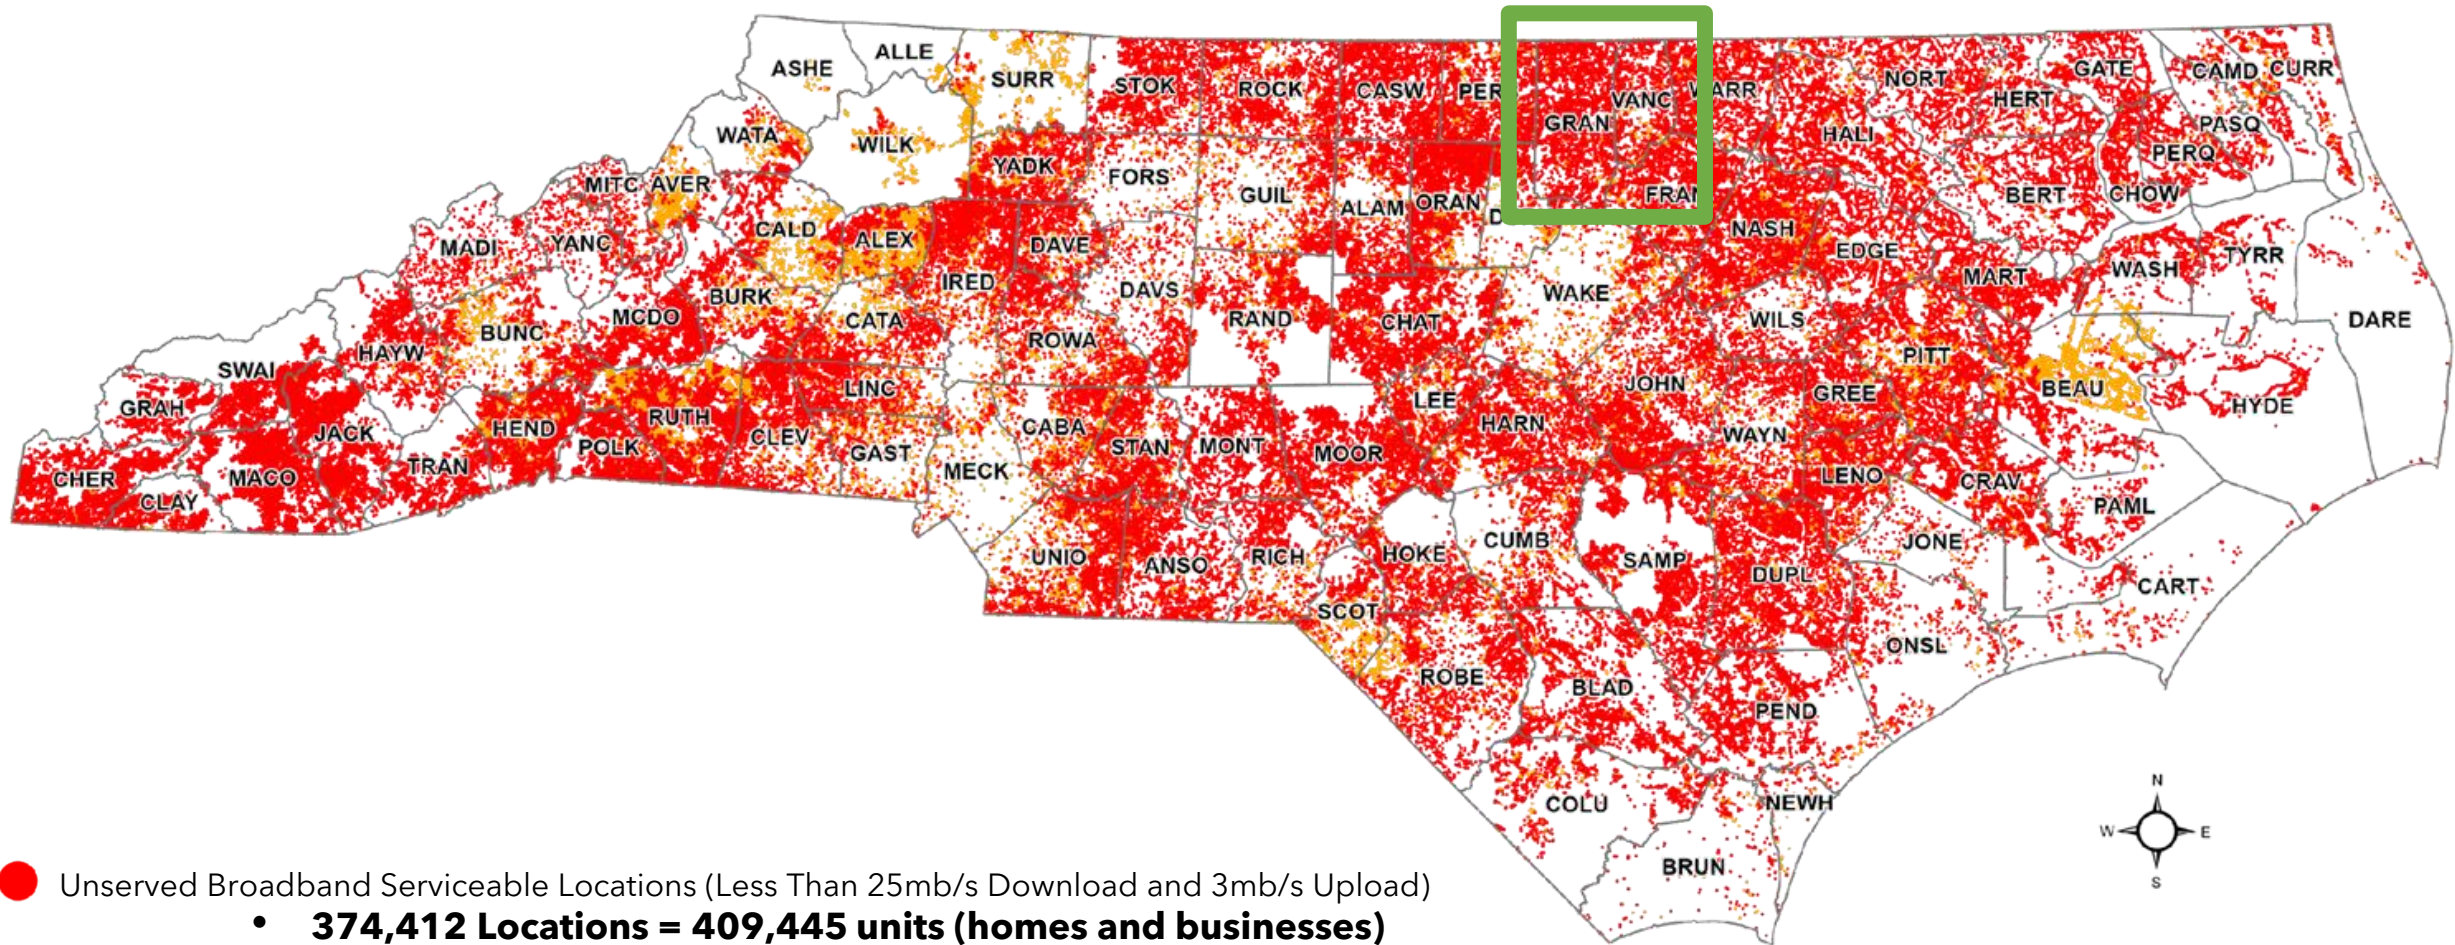 ASHE
ALLE
SURR
STOK
ROCK
CASW
PER
GRAN
VANC
WARR
NORT
HERT
GATE
CAMD
CURR
PASQ
PERQ
WATA
WILK
YADK
FORS
GUIL
ALAM
ORAN
D
FRAN
HALI
BERT
CHOW
MITC
AVER
MADI
YANC
CALD
ALEX
IRED
DAVE
DAVS
RAND
CHAT
WAKE
NASH
EDGE
MART
WASH
TYRR
DARE
BURK
MCDO
BUNC
CATA
ROWA
WILS
PITT
BEAU
HYDE
HAYW
SWAI
GRAH
JACK
HEND
RUTH
LINC
POLK
CLEV
GAST
CABA
STAN
MONT
MOOR
LEE
HARN
JOHN
GREE
WAYN
LENO
CRAV
PAML
CHER
CLAY
MACO
TRAN
MECK
UNIO
ANSO
RICH
HOKE
CUMB
SAMP
DUPL
JONE
CART
SCOT
ROBE
BLAD
ONSL
PEND
COLU
NEWH
BRUN
N
W E
S
Unserved Broadband Serviceable Locations (Less Than 25mb/s Download and 3mb/s Upload)
• 374,412 Locations = 409,445 units (homes and businesses)